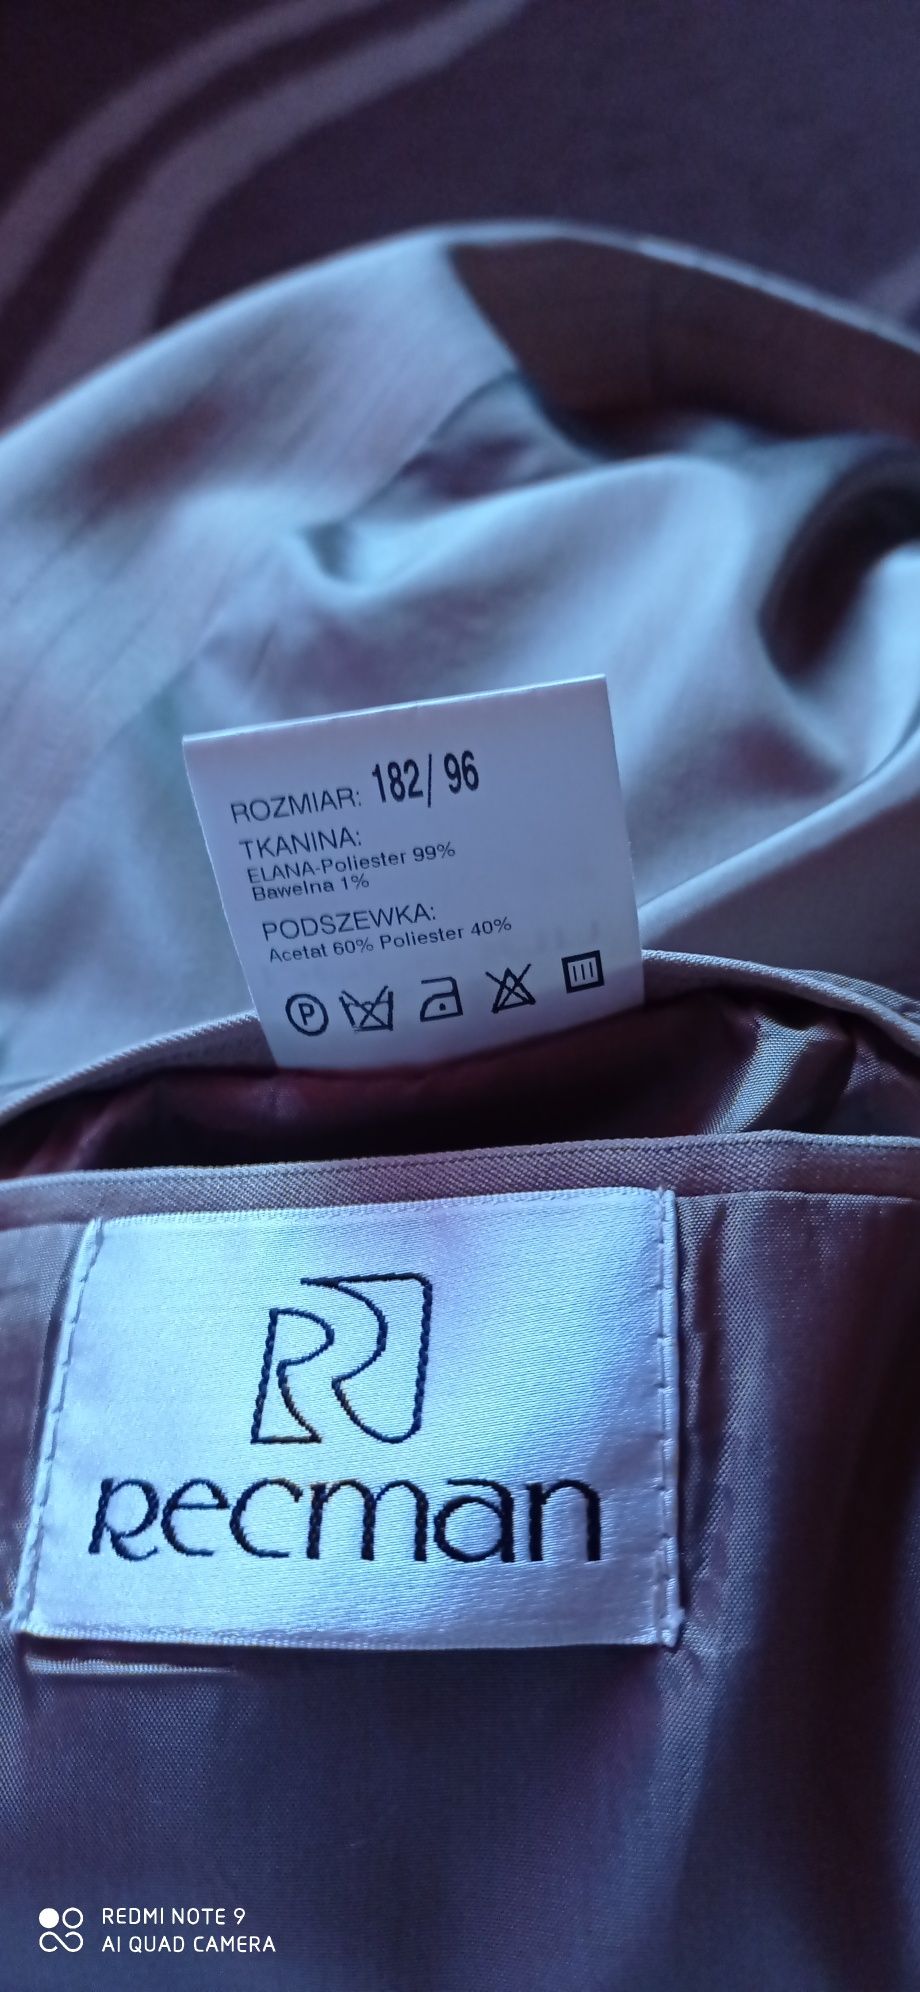 ROZMIAR: 182/ 96
TKANINA:
ELANA-Poliester 99%
Bawelna 1%
PODSZEWKA:
Acetat 60% Poliester 40%
P
R
Recman
REDMI NOTE 9
AI QUAD CAMERA